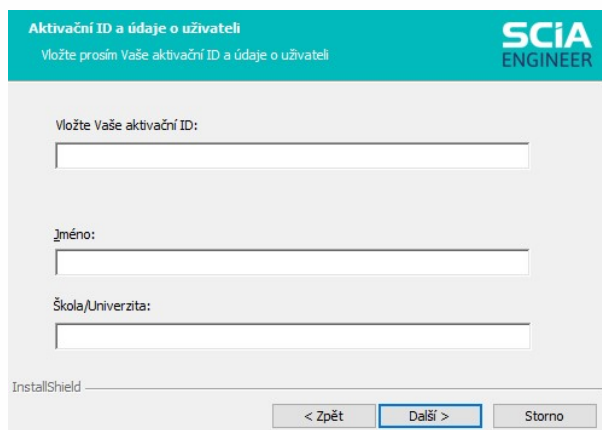 Aktivační ID a údaje o uživateli
Vložte prosím Vaše aktivační ID a údaje o uživateli
SCiA
ENGINEER
Vložte Vaše aktivační ID:
Jméno:
Škola/Univerzita:
InstallShield
< Zpět
Další >
Storno